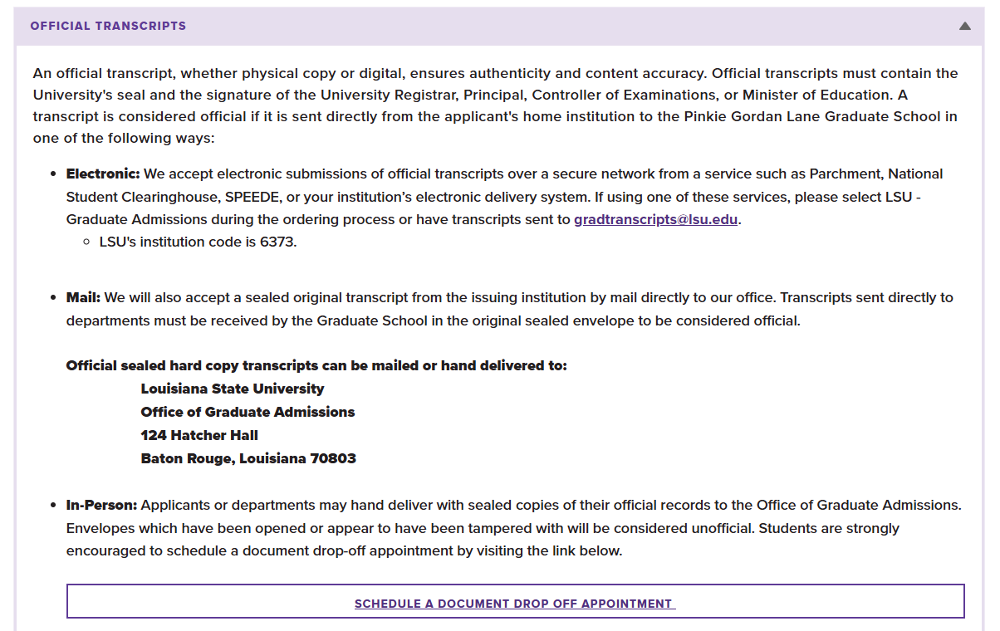 OFFICIAL TRANSCRIPTS
An official transcript, whether physical copy or digital, ensures authenticity and content accuracy. Official transcripts must contain the
University's seal and the signature of the University Registrar, Principal, Controller of Examinations, or Minister of Education. A
transcript is considered official if it is sent directly from the applicant's home institution to the Pinkie Gordan Lane Graduate School in
one of the following ways:
• Electronic: We accept electronic submissions of official transcripts over a secure network from a service such as Parchment, National
Student Clearinghouse, SPEEDE, or your institution’s electronic delivery system. If using one of these services, please select LSU -
Graduate Admissions during the ordering process or have transcripts sent to gradtranscripts@lsu.edu.
◦ LSU's institution code is 6373.
• Mail: We will also accept a sealed original transcript from the issuing institution by mail directly to our office. Transcripts sent directly to
departments must be received by the Graduate School in the original sealed envelope to be considered official.
Official sealed hard copy transcripts can be mailed or hand delivered to:
Louisiana State University
Office of Graduate Admissions
124 Hatcher Hall
Baton Rouge, Louisiana 70803
• In-Person: Applicants or departments may hand deliver with sealed copies of their official records to the Office of Graduate Admissions.
Envelopes which have been opened or appear to have been tampered with will be considered unofficial. Students are strongly
encouraged to schedule a document drop-off appointment by visiting the link below.
SCHEDULE A DOCUMENT DROP OFF APPOINTMENT